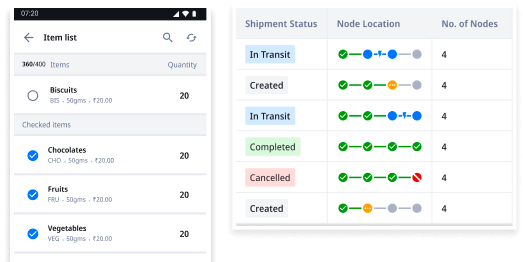 07:20
Item list
360/400 Items Quantity
Biscuits
BIS - 50gms - ₹20.00
20
Checked items
Chocolates
CHO - 50gms - ₹20.00
20
Fruits
FRU - 50gms - ₹20.00
20
Vegetables
VEG - 50gms - ₹20.00
20
Shipment Status Node Location No. of Nodes
In Transit 4
Created 4
In Transit 4
Completed 4
Cancelled 4
Created 4